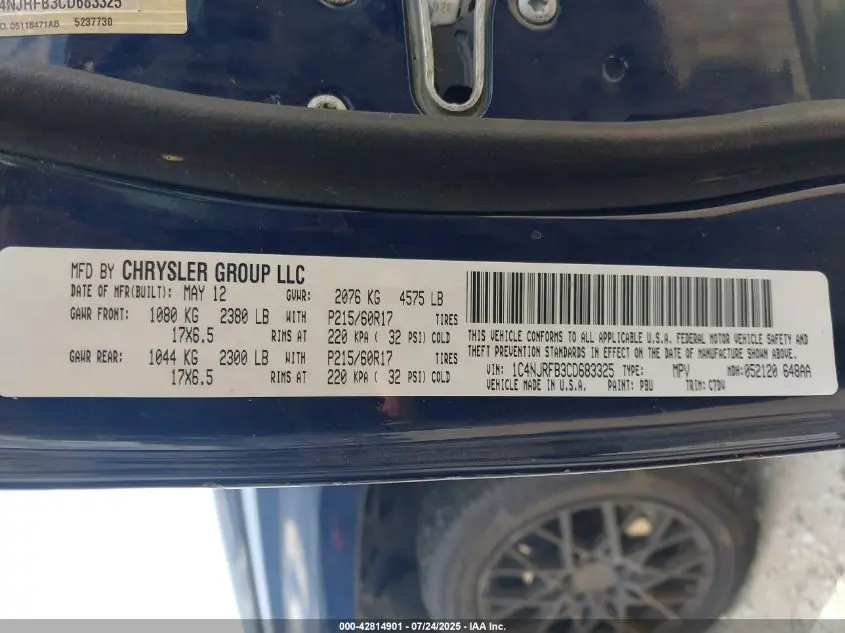 C4NJRFB3CD683325
O. 05118471AB 5237730
MFD BY CHRYSLER GROUP LLC
DATE OF MFR(BUILT): MAY 12 GVWR: 2076 KG 4575 LB
GAWR FRONT: 1080 KG 2380 LB WITH P215/60R17 TIRES
17X6.5 RIMS AT 220 KPA ( 32 PSI) COLD
GAWR REAR: 1044 KG 2300 LB WITH P215/60R17 TIRES
17X6.5 RIMS AT 220 KPA ( 32 PSI) COLD
THIS VEHICLE CONFORMS TO ALL APPLICABLE U.S.A. FEDERAL MOTOR VEHICLE SAFETY AND
THEFT PREVENTION STANDARDS IN EFFECT ON THE DATE OF MANUFACTURE SHOWN ABOVE.
VIN: 1C4NJRFB3CD683325 TYPE: MPV MDH:052120 648AA
VEHICLE MADE IN U.S.A. PAINT: PBU TRIM: C7DV
000-42814901 - 07/24/2025 - IAA Inc.